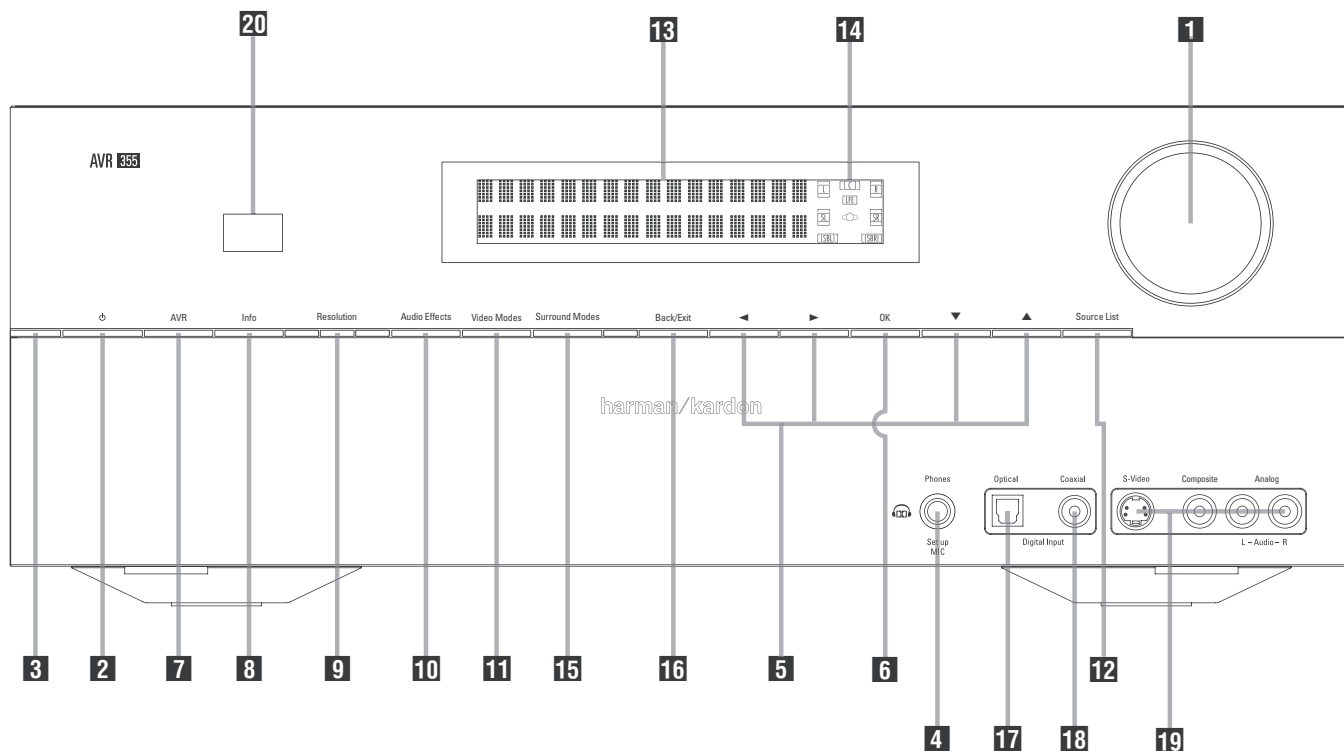 20
13
14
1
AVR 355
L
C
R
LFE
SL
SR
(SBL)
(SBR)
AVR
Info
Resolution
Audio Effects
Video Modes
Surround Modes
Back/Exit
OK
Source List
harman/kardon
Phones
Optical
Coaxial
S-Video
Composite
Analog
Set up
MIC
Digital Input
L – Audio – R
3
2
7
8
9
10
11
15
16
5
6
12
4
17
18
19